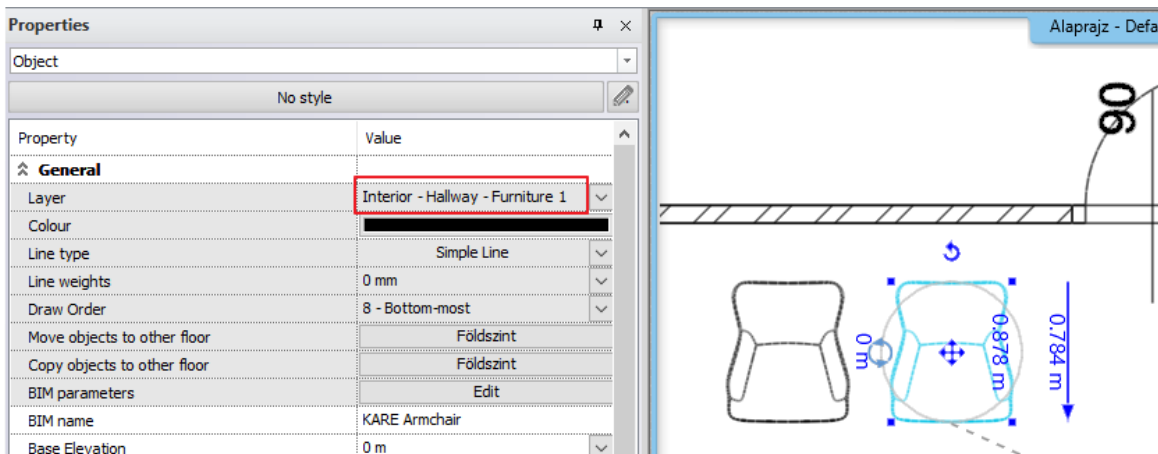 Properties
Object
No style
Property Value
General
Layer Interior - Hallway - Furniture 1
Colour
Line type Simple Line
Line weights 0 mm
Draw Order 8 - Bottom-most
Move objects to other floor Földszint
Copy objects to other floor Földszint
BIM parameters Edit
BIM name KARE Armchair
Base Elevation 0 m
Alaprajz - Defa
90
0 m
0.878 m
0.784 m